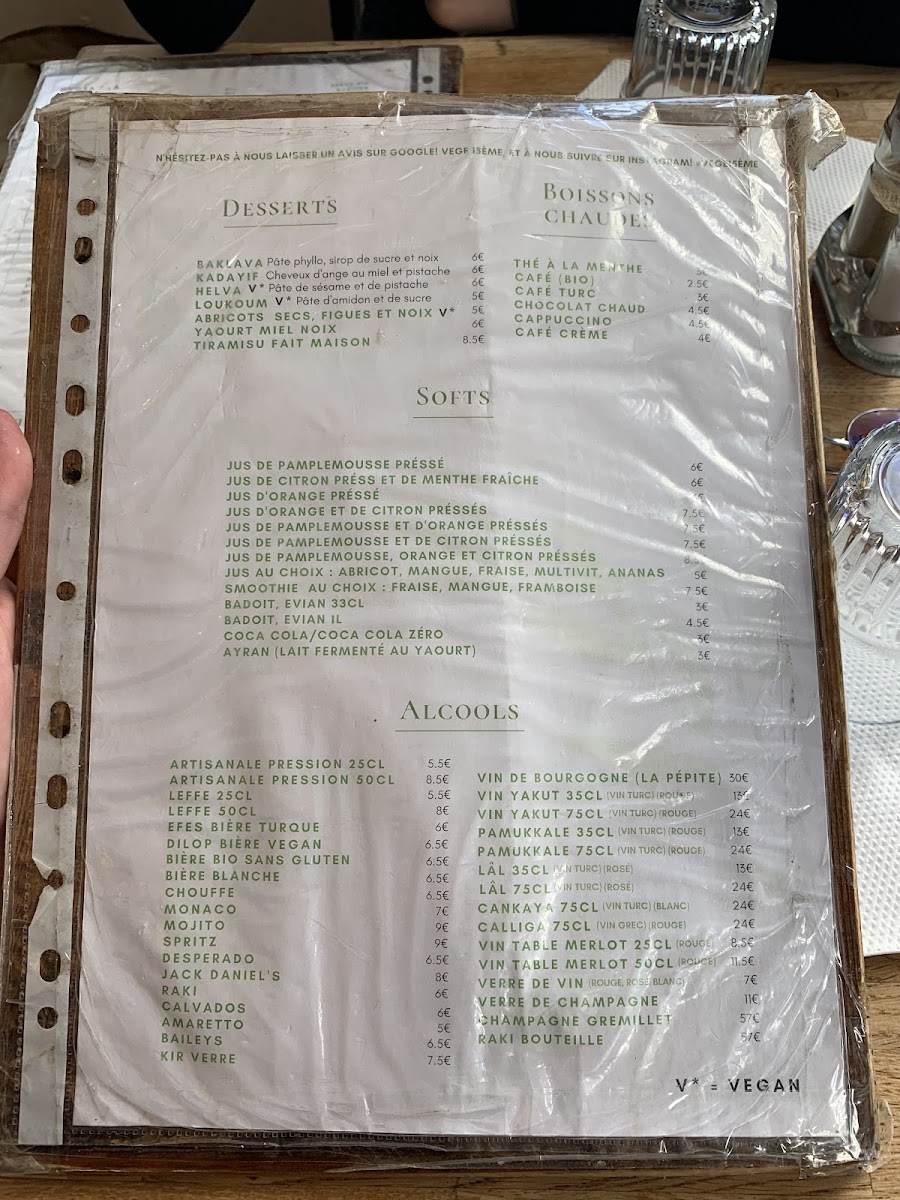 N'HÉSITEZ-PAS À NOUS LAISSER UN AVIS SUR GOOGLE! VEGE 15ÈME, ET À NOUS SUIVRE SUR INSTAGRAM! #VEGE15ÈME
DESSERTS
BAKLAVA Pâte phyllo, sirop de sucre et noix 6€
KADAYIF Cheveux d'ange au miel et pistache 6€
HELVA V* Pâte de sésame et de pistache 6€
LOUKOUM V* Pâte d'amidon et de sucre 5€
ABRICOTS SECS, FIGUES ET NOIX V* 5€
YAOURT MIEL NOIX 6€
TIRAMISU FAIT MAISON 8.5€
BOISSONS
CHAUDES
THÉ À LA MENTHE
CAFÉ (BIO) 2.5€
CAFÉ TURC 3€
CHOCOLAT CHAUD 4,5€
CAPPUCCINO 4.5€
CAFÉ CRÈME 4€
SOFTS
JUS DE PAMPLEMOUSSE PRÉSSÉ 6€
JUS DE CITRON PRÉSS ET DE MENTHE FRAÎCHE 6€
JUS D'ORANGE PRÉSSÉ
JUS D'ORANGE ET DE CITRON PRÉSSÉS 7.5€
JUS DE PAMPLEMOUSSE ET D'ORANGE PRÉSSÉS 7.5€
JUS DE PAMPLEMOUSSE ET DE CITRON PRÉSSÉS 7.5€
JUS DE PAMPLEMOUSSE, ORANGE ET CITRON PRÉSSÉS
JUS AU CHOIX : ABRICOT, MANGUE, FRAISE, MULTIVIT, ANANAS 5€
SMOOTHIE AU CHOIX : FRAISE, MANGUE, FRAMBOISE 7.5€
BADOIT, EVIAN 33CL 3€
BADOIT, EVIAN 1L 4.5€
COCA COLA/COCA COLA ZÉRO 3€
AYRAN (LAIT FERMENTÉ AU YAOURT) 3€
ALCOOLS
ARTISANALE PRESSION 25CL 5.5€
ARTISANALE PRESSION 50CL 8.5€
LEFFE 25CL 5.5€
LEFFE 50CL 8€
EFES BIÈRE TURQUE 6€
DILOP BIÈRE VEGAN 6.5€
BIÈRE BIO SANS GLUTEN 6.5€
BIÈRE BLANCHE 6.5€
CHOUFFE 6.5€
MONACO 7€
MOJITO 9€
SPRITZ 9€
DESPERADO 6.5€
JACK DANIEL'S 8€
RAKI 6€
CALVADOS 6€
AMARETTO 5€
BAILEYS 6.5€
KIR VERRE 7.5€
VIN DE BOURGOGNE (LA PÉPITE) 30€
VIN YAKUT 35CL (VIN TURC) (ROUGE) 13€
VIN YAKUT 75CL (VIN TURC) (ROUGE) 24€
PAMUKKALE 35CL (VIN TURC) (ROUGE) 13€
PAMUKKALE 75CL (VIN TURC) (ROUGE) 24€
LÂL 35CL (VIN TURC) (ROSÉ) 13€
LÂL 75CL (VIN TURC) (ROSÉ) 24€
CANKAYA 75CL (VIN TURC) (BLANC) 24€
CALLIGA 75CL (VIN GREC) (ROUGE) 24€
VIN TABLE MERLOT 25CL (ROUGE) 8.5€
VIN TABLE MERLOT 50CL (ROUGE) 11.5€
VERRE DE VIN (ROUGE, ROSÉ, BLANC) 7€
VERRE DE CHAMPAGNE 11€
CHAMPAGNE GREMILLET 57€
RAKI BOUTEILLE 57€
V* = VEGAN